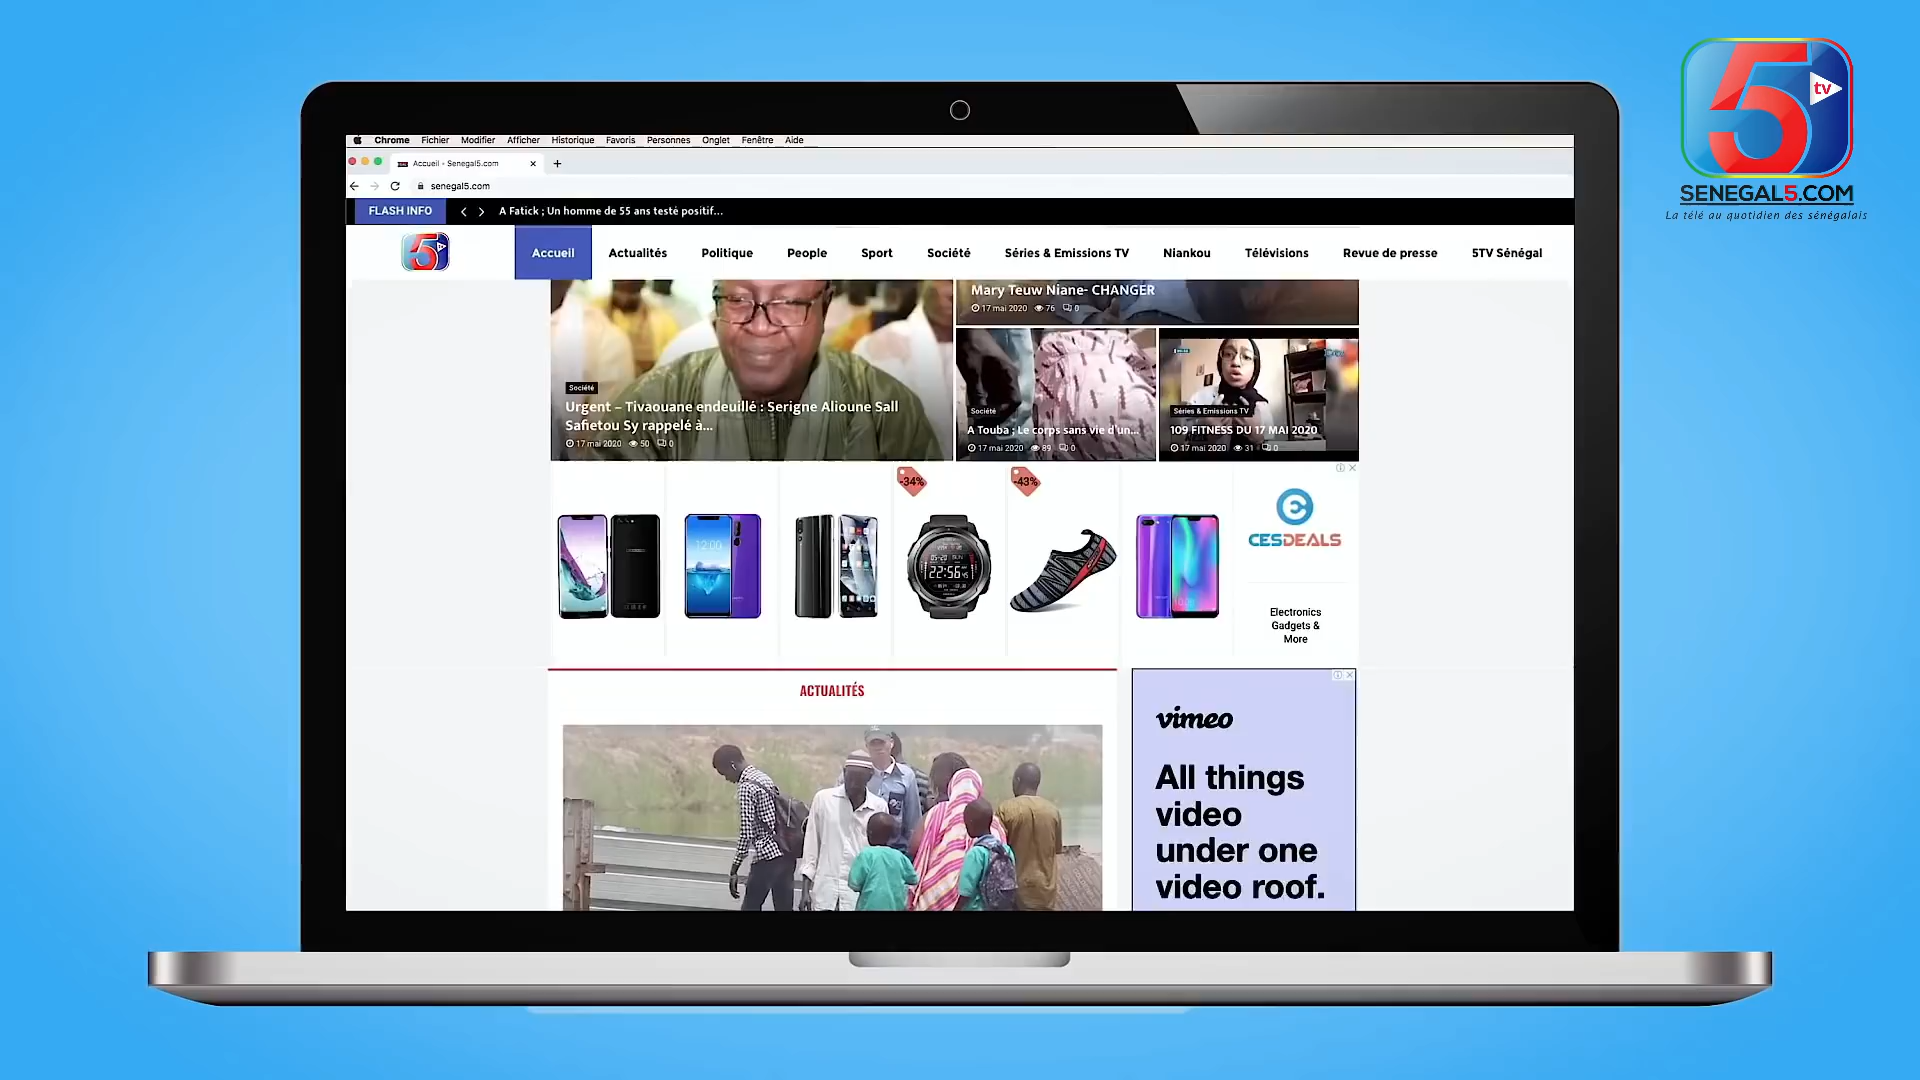 5
tv
SENEGAL5.COM
La télé au quotidien des sénégalais
Chrome Fichier Modifier Afficher Historique Favoris Personnes Onglet Fenêtre Aide
Accueil - Senegal5.com
senegal5.com
FLASH INFO
A Fatick ; Un homme de 55 ans testé positif...
Accueil Actualités Politique People Sport Société Séries & Emissions TV Niankou Télévisions Revue de presse 5TV Sénégal
Mary Teuw Niane- CHANGER
17 mai 2020 76 0
Société
Urgent – Tivaouane endeuillé : Serigne Alioune Sall
Safietou Sy rappelé à...
17 mai 2020 50 0
Société
A Touba ; Le corps sans vie d'un...
17 mai 2020 89 0
Séries & Emissions TV
109 FITNESS DU 17 MAI 2020
17 mai 2020 31 0
-34%
-43%
12:00
22:56
CESDEALS
Electronics
Gadgets &
More
ACTUALITÉS
vimeo
All things
video
under one
video roof.